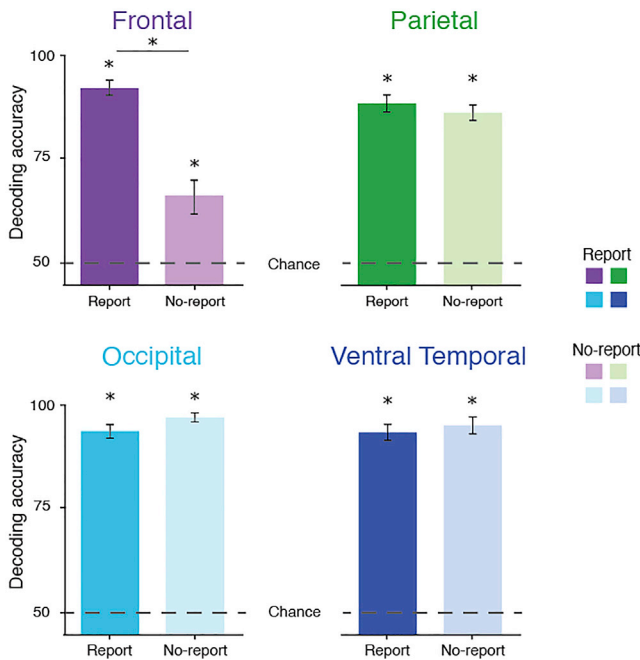 Frontal
Parietal
*
100
*
*
*
*
75
Decoding accuracy
50
Chance
Report
No-report
Report
No-report
Report
No-report
Occipital
Ventral Temporal
100
*
*
*
*
75
Decoding accuracy
50
Chance
Report
No-report
Report
No-report